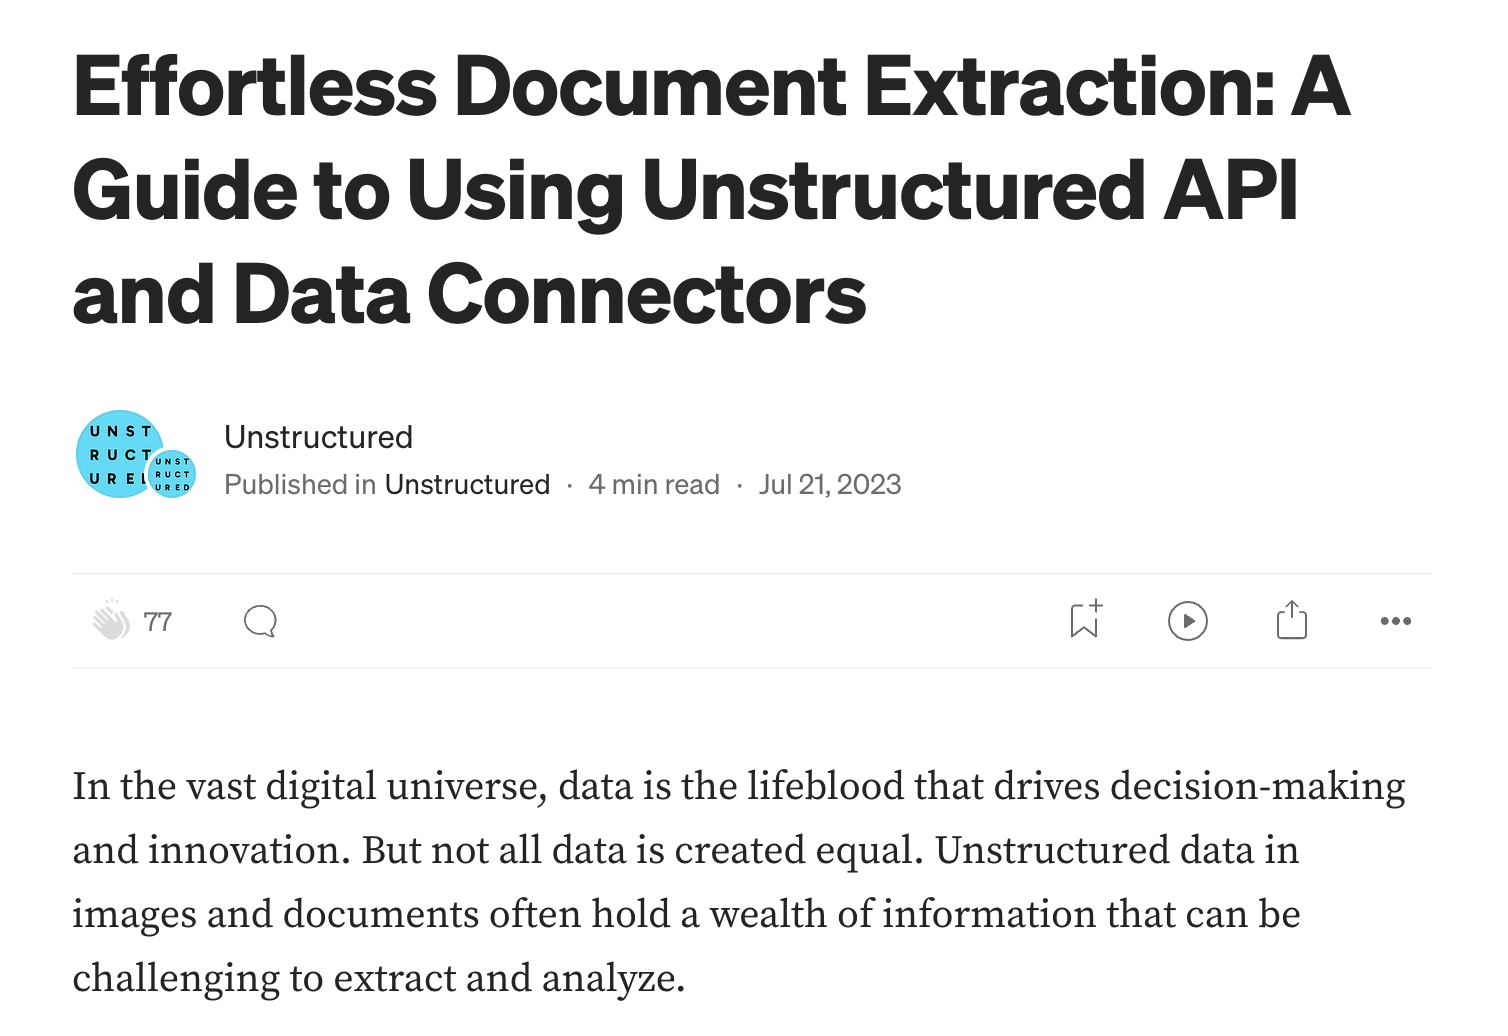 Effortless Document Extraction: A
Guide to Using Unstructured API
and Data Connectors
UNST
RUCT
URE
UNST
RUCT
URED
Unstructured
Published in Unstructured · 4 min read · Jul 21, 2023
77
In the vast digital universe, data is the lifeblood that drives decision-making
and innovation. But not all data is created equal. Unstructured data in
images and documents often hold a wealth of information that can be
challenging to extract and analyze.